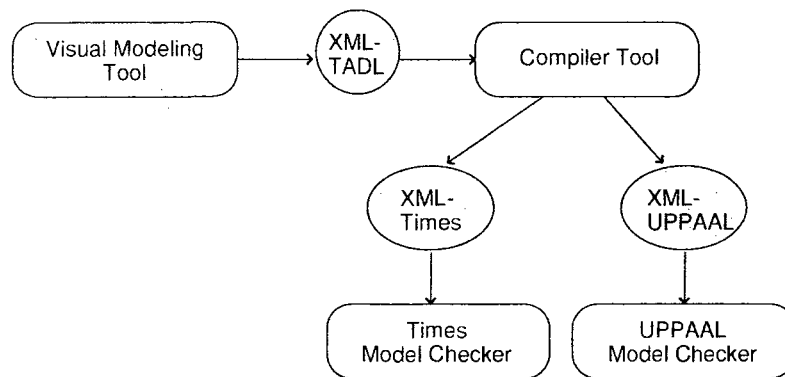 Visual Modeling
Tool
XML-
TADL
Compiler Tool
XML-
Times
XML-
UPPAAL
Times
Model Checker
UPPAAL
Model Checker